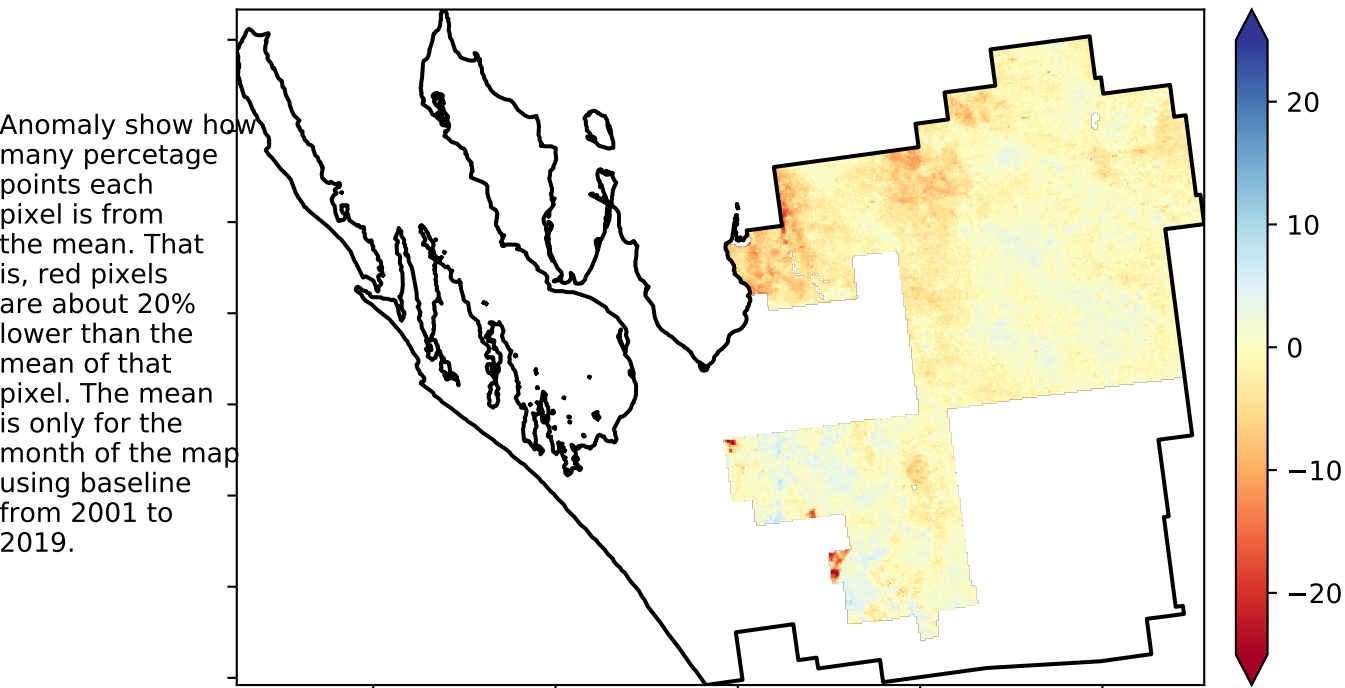 Anomaly show how
many percetage
points each
pixel is from
the mean. That
is, red pixels
are about 20%
lower than the
mean of that
pixel. The mean
is only for the
month of the map
using baseline
from 2001 to
2019.
20
10
0
−10
−20